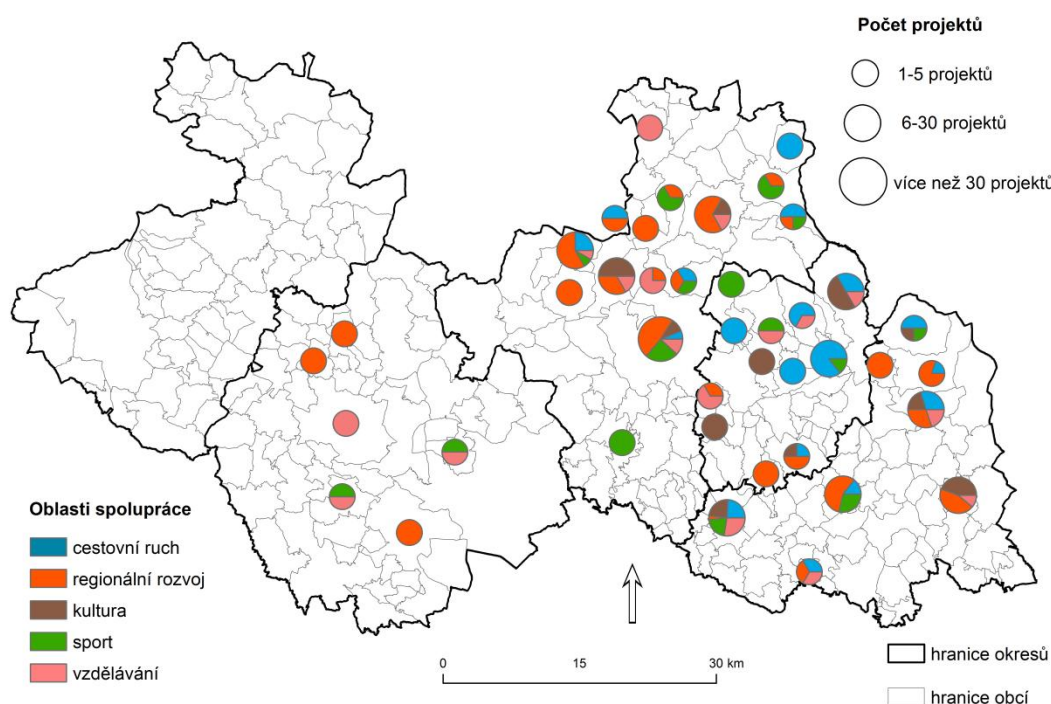 Počet projektů
1-5 projektů
6-30 projektů
více než 30 projektů
Oblasti spolupráce
cestovní ruch
regionální rozvoj
kultura
sport
vzdělávání
0 15 30 km
hranice okresů
hranice obcí